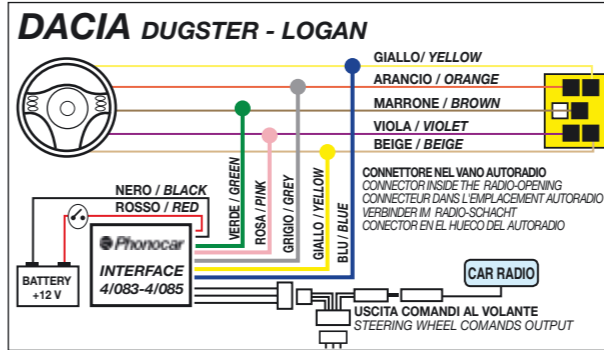 DACIA DUGSTER - LOGAN
GIALLO/ YELLOW
ARANCIO / ORANGE
MARRONE / BROWN
VIOLA / VIOLET
BEIGE / BEIGE
NERO / BLACK
ROSSO / RED
VERDE / GREEN
ROSA / PINK
GRIGIO / GREY
GIALLO / YELLOW
BLU / BLUE
CONNETTORE NEL VANO AUTORADIO
CONNECTOR INSIDE THE RADIO-OPENING
CONNECTEUR DANS L'EMPLACEMENT AUTORADIO
VERBINDER IM RADIO-SCHACHT
CONECTOR EN EL HUECO DEL AUTORADIO
Phonocar
INTERFACE
4/083-4/085
BATTERY
+12 V
CAR RADIO
USCITA COMANDI AL VOLANTE
STEERING WHEEL COMANDS OUTPUT